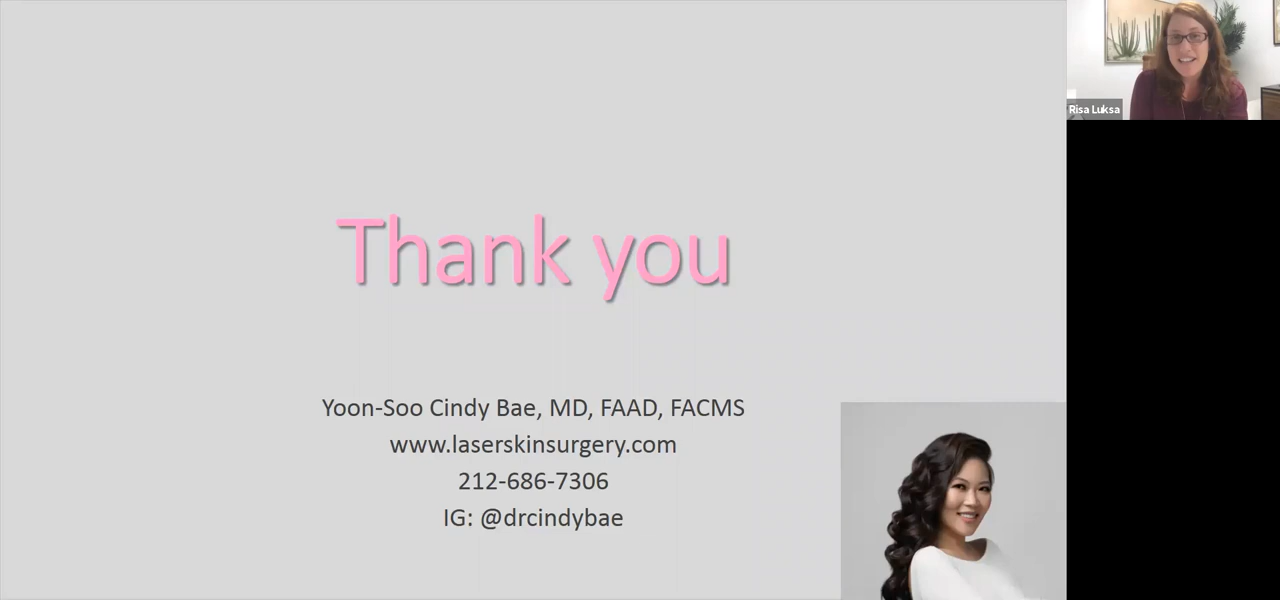 Thank you
Yoon-Soo Cindy Bae, MD, FAAD, FACMS
www.laserskinsurgery.com
212-686-7306
IG: @drcindybae
Risa Luksa